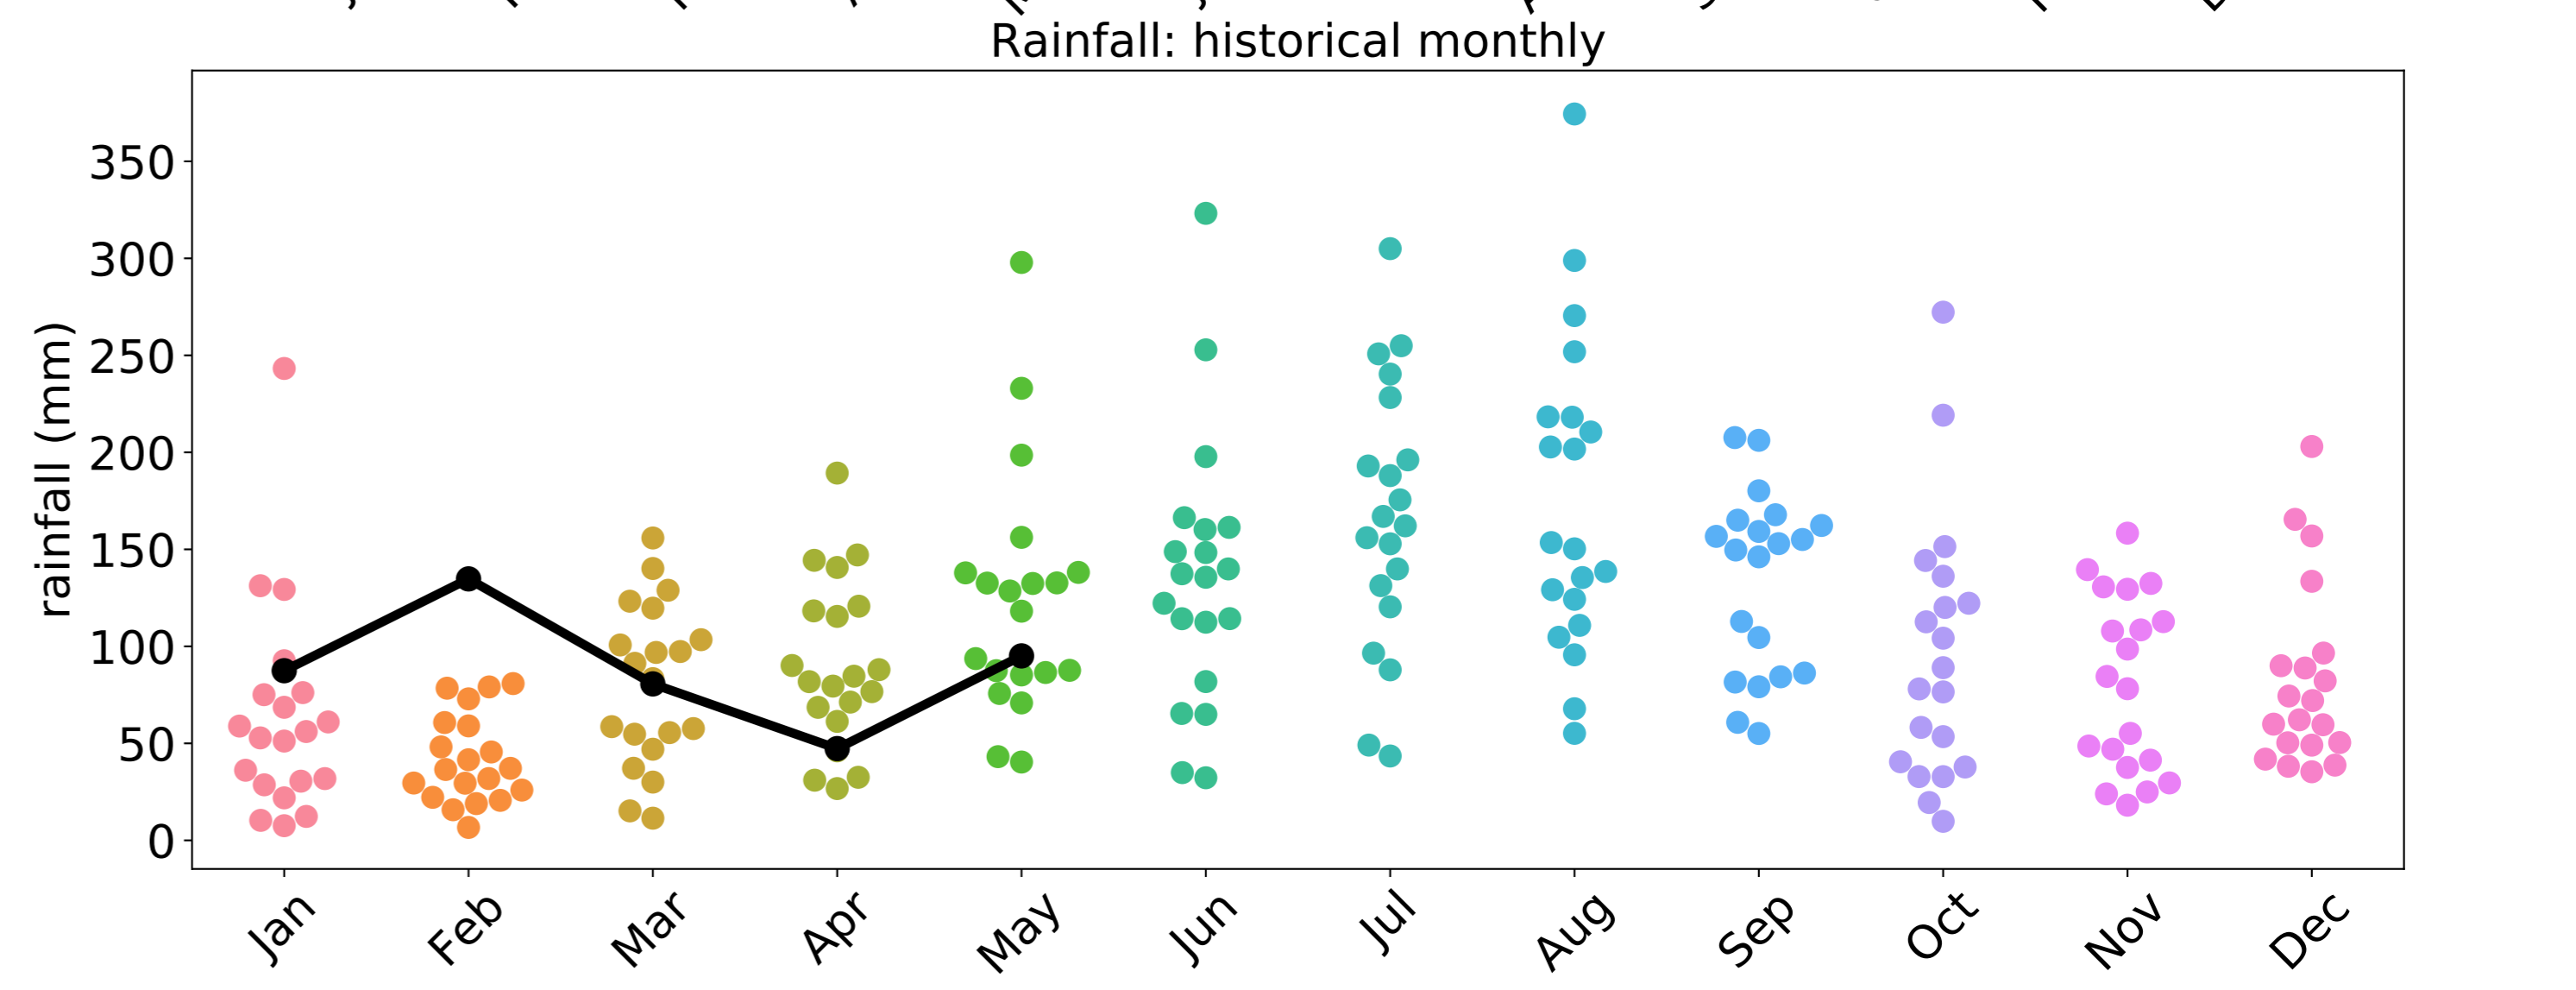 Rainfall: historical monthly
rainfall (mm)
350
300
250
200
150
100
50
0
Jan
Feb
Mar
Apr
May
Jun
Jul
Aug
Sep
Oct
Nov
Dec